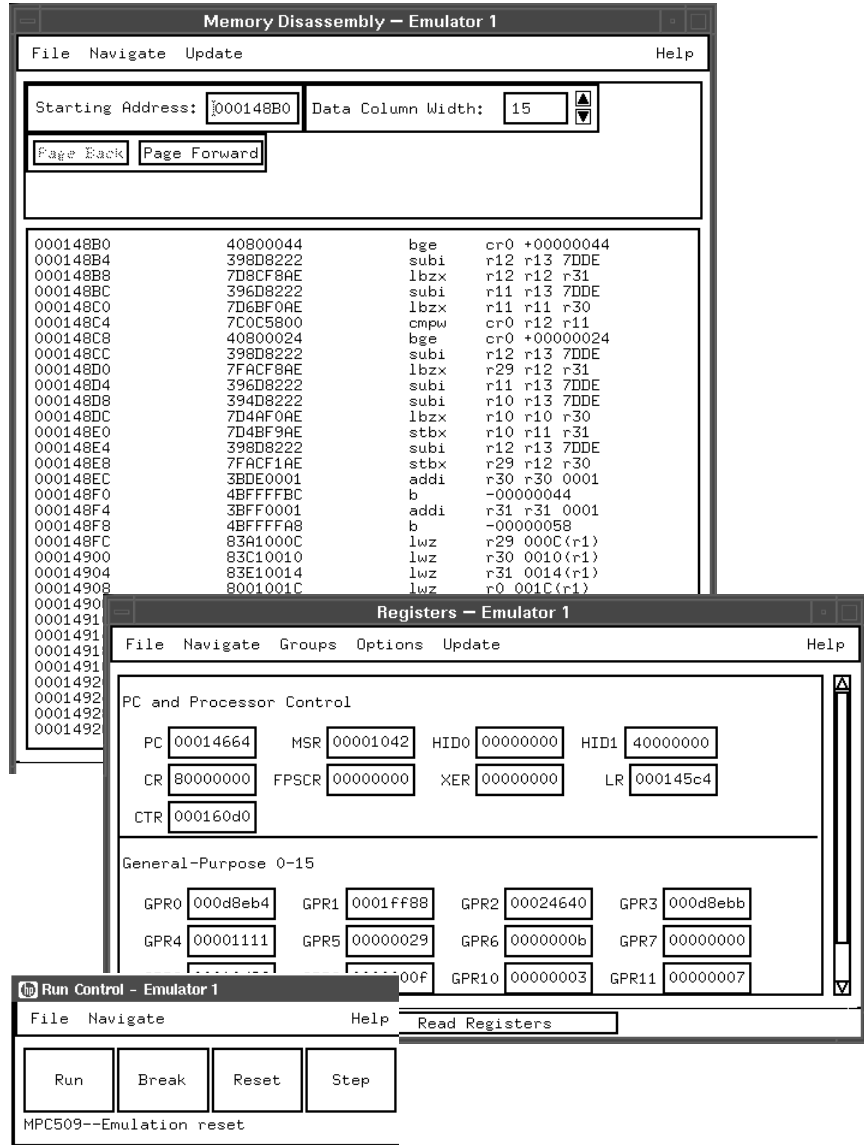 Memory Disassembly — Emulator 1
File Navigate Update Help
Starting Address: 000148B0 Data Column Width: 15
Page Back Page Forward
000148B0 40800044 bge cr0 +00000044
000148B4 398D8222 subi r12 r13 7DDE
000148B8 7D8CF8AE lbzx r12 r12 r31
000148BC 396D8222 subi r11 r13 7DDE
000148C0 7D6BF0AE lbzx r11 r11 r30
000148C4 7C0C5800 cmpw cr0 r12 r11
000148C8 40800024 bge cr0 +00000024
000148CC 398D8222 subi r12 r13 7DDE
000148D0 7FACF8AE lbzx r29 r12 r31
000148D4 396D8222 subi r11 r13 7DDE
000148D8 394D8222 subi r10 r13 7DDE
000148DC 7D4AF0AE lbzx r10 r10 r30
000148E0 7D4BF9AE stbx r10 r11 r31
000148E4 398D8222 subi r12 r13 7DDE
000148E8 7FACF1AE stbx r29 r12 r30
000148EC 3BDE0001 addi r30 r30 0001
000148F0 4BFFFFBC b -00000044
000148F4 3BFF0001 addi r31 r31 0001
000148F8 4BFFFFA8 b -00000058
000148FC 83A1000C lwz r29 000C(r1)
00014900 83C10010 lwz r30 0010(r1)
00014904 83E10014 lwz r31 0014(r1)
00014908 8001001C lwz r0 001C(r1)
Registers — Emulator 1
File Navigate Groups Options Update Help
PC and Processor Control
PC 00014664 MSR 00001042 HID0 00000000 HID1 40000000
CR 80000000 FPSCR 00000000 XER 00000000 LR 000145c4
CTR 000160d0
General-Purpose 0-15
GPR0 000d8eb4 GPR1 0001ff88 GPR2 00024640 GPR3 000d8ebb
GPR4 00001111 GPR5 00000029 GPR6 0000000b GPR7 00000000
GPR10 00000003 GPR11 00000007
Read Registers
hp Run Control - Emulator 1
File Navigate Help
Run Break Reset Step
MPC509--Emulation reset